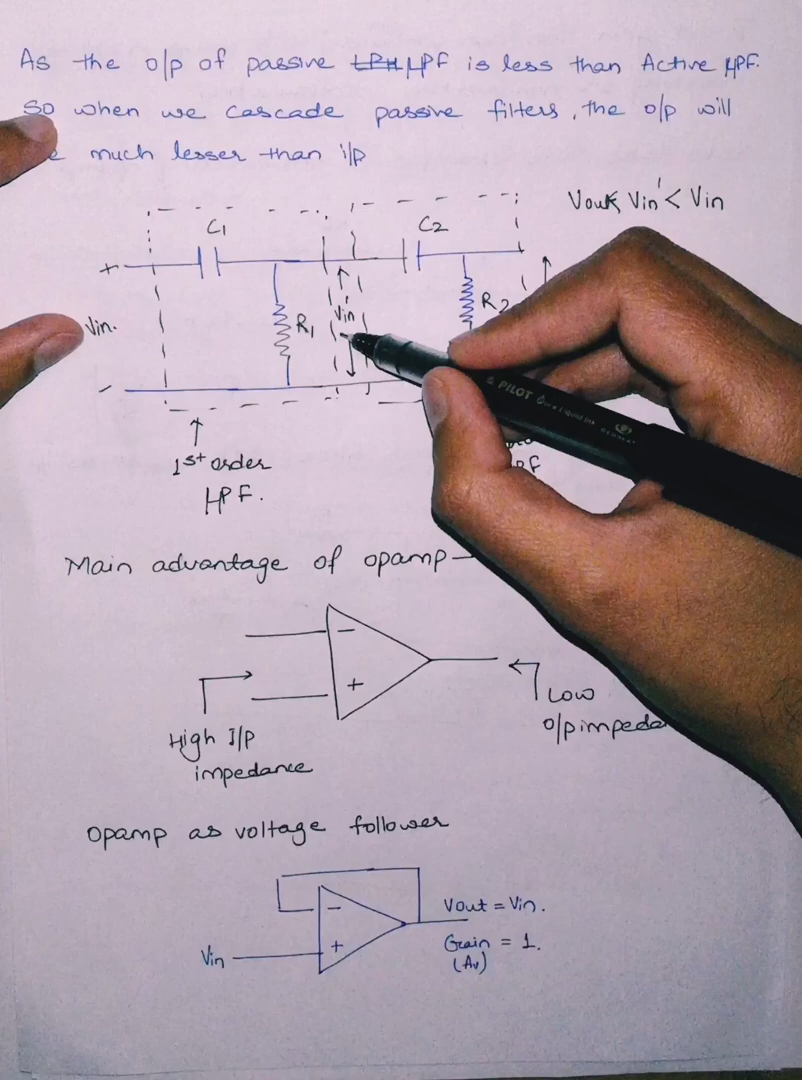 As the o/p of passive HPF is less than Active HPF.
So when we cascade passive filters, the o/p will
much lesser than i/p
Vout < Vin' < Vin
C1
C2
+
Vin.
R1
Vin'
R2
-
1st order
HPF.
Main advantage of opamp -
-
+
High I/p
impedance
Low
o/p impeda
Opamp as voltage follower
-
+
Vin
Vout = Vin.
Gain = 1.
(Av)
PILOT